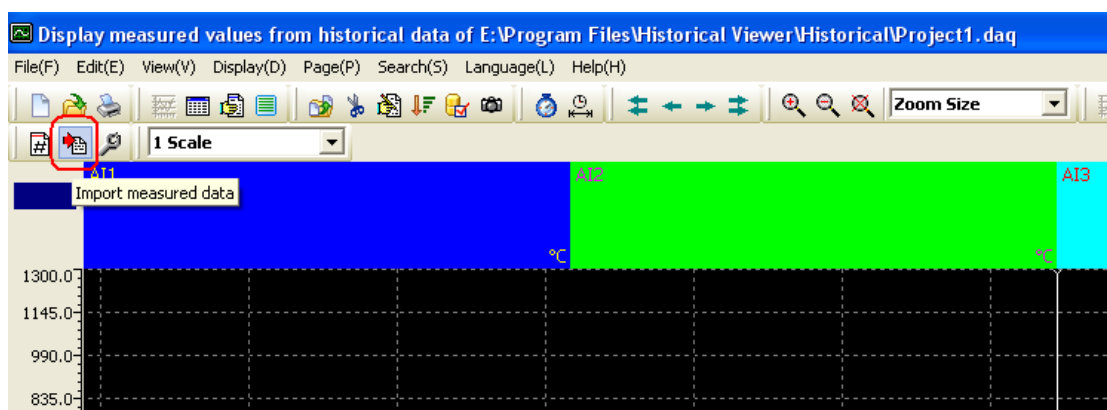 Display measured values from historical data of E:\Program Files\Historical Viewer\Historical\Project1.daq
File(F) Edit(E) View(V) Display(D) Page(P) Search(S) Language(L) Help(H)
Zoom Size
# 1 Scale
AI1 AI2 AI3
Import measured data
°C °C
1300.0
1145.0
990.0
835.0